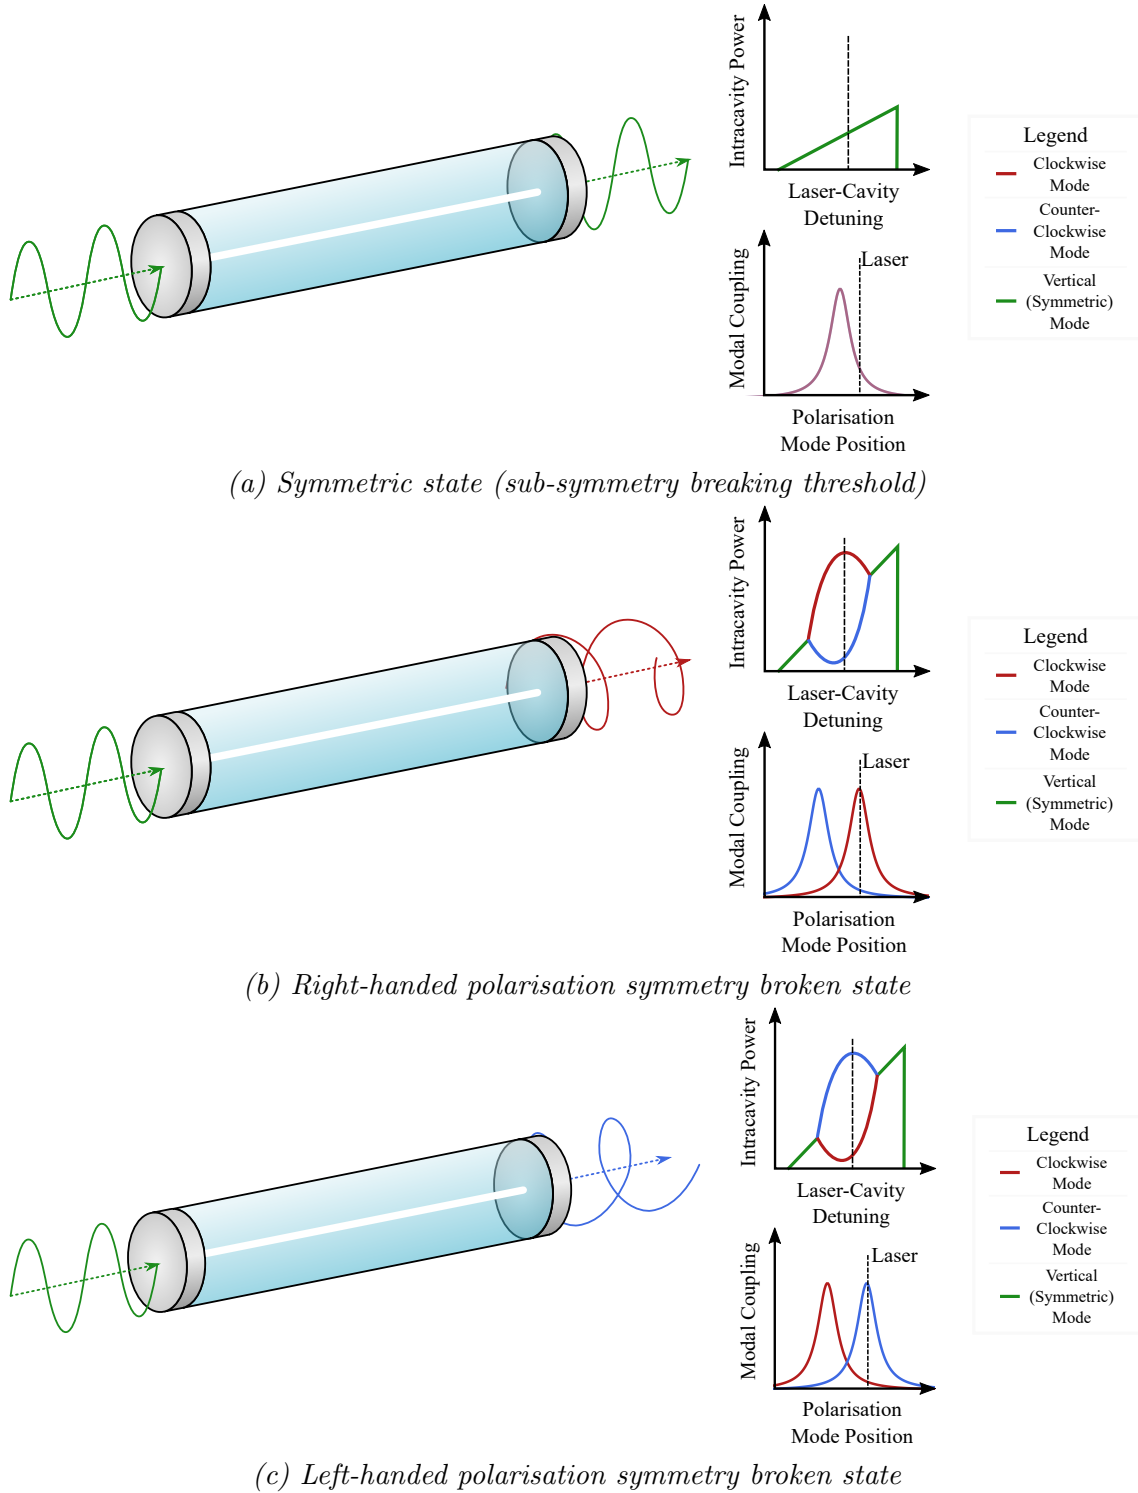 Intracavity Power
Laser-Cavity
Detuning
Modal Coupling
Laser
Polarisation
Mode Position
Legend
Clockwise
Mode
Counter-
Clockwise
Mode
Vertical
(Symmetric)
Mode
(a) Symmetric state (sub-symmetry breaking threshold)
Intracavity Power
Laser-Cavity
Detuning
Modal Coupling
Laser
Polarisation
Mode Position
Legend
Clockwise
Mode
Counter-
Clockwise
Mode
Vertical
(Symmetric)
Mode
(b) Right-handed polarisation symmetry broken state
Intracavity Power
Laser-Cavity
Detuning
Modal Coupling
Laser
Polarisation
Mode Position
Legend
Clockwise
Mode
Counter-
Clockwise
Mode
Vertical
(Symmetric)
Mode
(c) Left-handed polarisation symmetry broken state